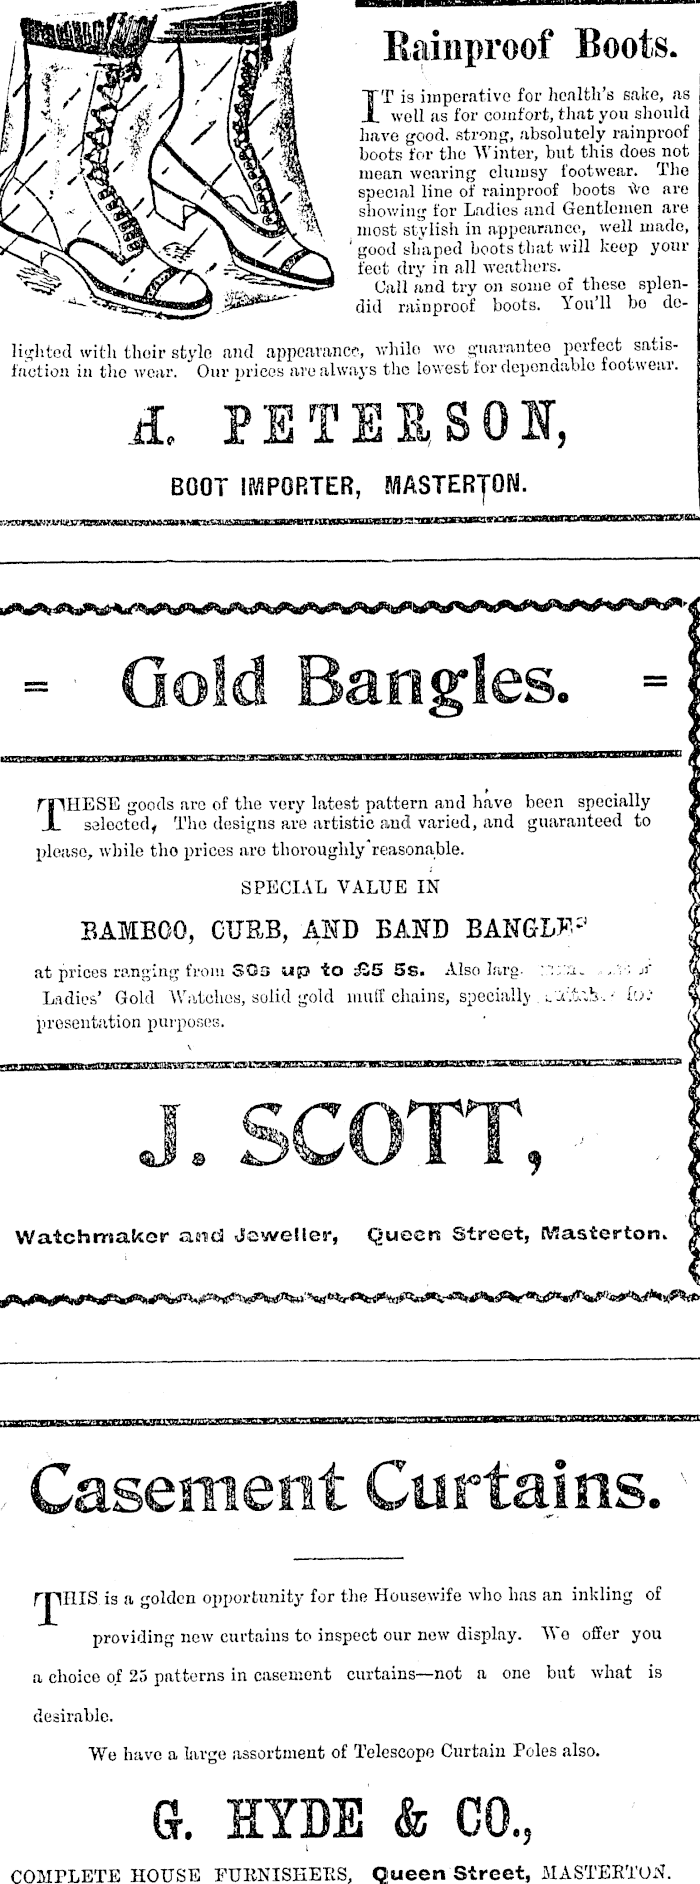 Rainproof Boots.
IT is imperative for health's sake, as
well as for comfort, that you should
have good, strong, absolutely rainproof
boots for the Winter, but this does not
mean wearing clumsy footwear. The
special line of rainproof boots we are
showing for Ladies and Gentlemen are
most stylish in appearance, well made,
good shaped boots that will keep your
feet dry in all weathers.
Call and try on some of these splen-
did rainproof boots. You'll be de-
lighted with their style and appearance, while we guarantee perfect satis-
faction in the wear. Our prices are always the lowest for dependable footwear.
H. PETERSON,
BOOT IMPORTER, MASTERTON.
= Gold Bangles. =
THESE goods are of the very latest pattern and have been specially
selected, The designs are artistic and varied, and guaranteed to
please, while the prices are thoroughly reasonable.
SPECIAL VALUE IN
BAMBOO, CURB, AND BAND BANGLES
at prices ranging from 30s up to £5 5s. Also of
Ladies' Gold Watches, solid gold muff chains, specially for
presentation purposes.
J. SCOTT,
Watchmaker and Jeweller, Queen Street, Masterton.
Casement Curtains.
THIS is a golden opportunity for the Housewife who has an inkling of
providing new curtains to inspect our new display. We offer you
a choice of 25 patterns in casement curtains—not a one but what is
desirable.
We have a large assortment of Telescope Curtain Poles also.
G. HYDE & CO.,
COMPLETE HOUSE FURNISHERS, Queen Street, MASTERTON.